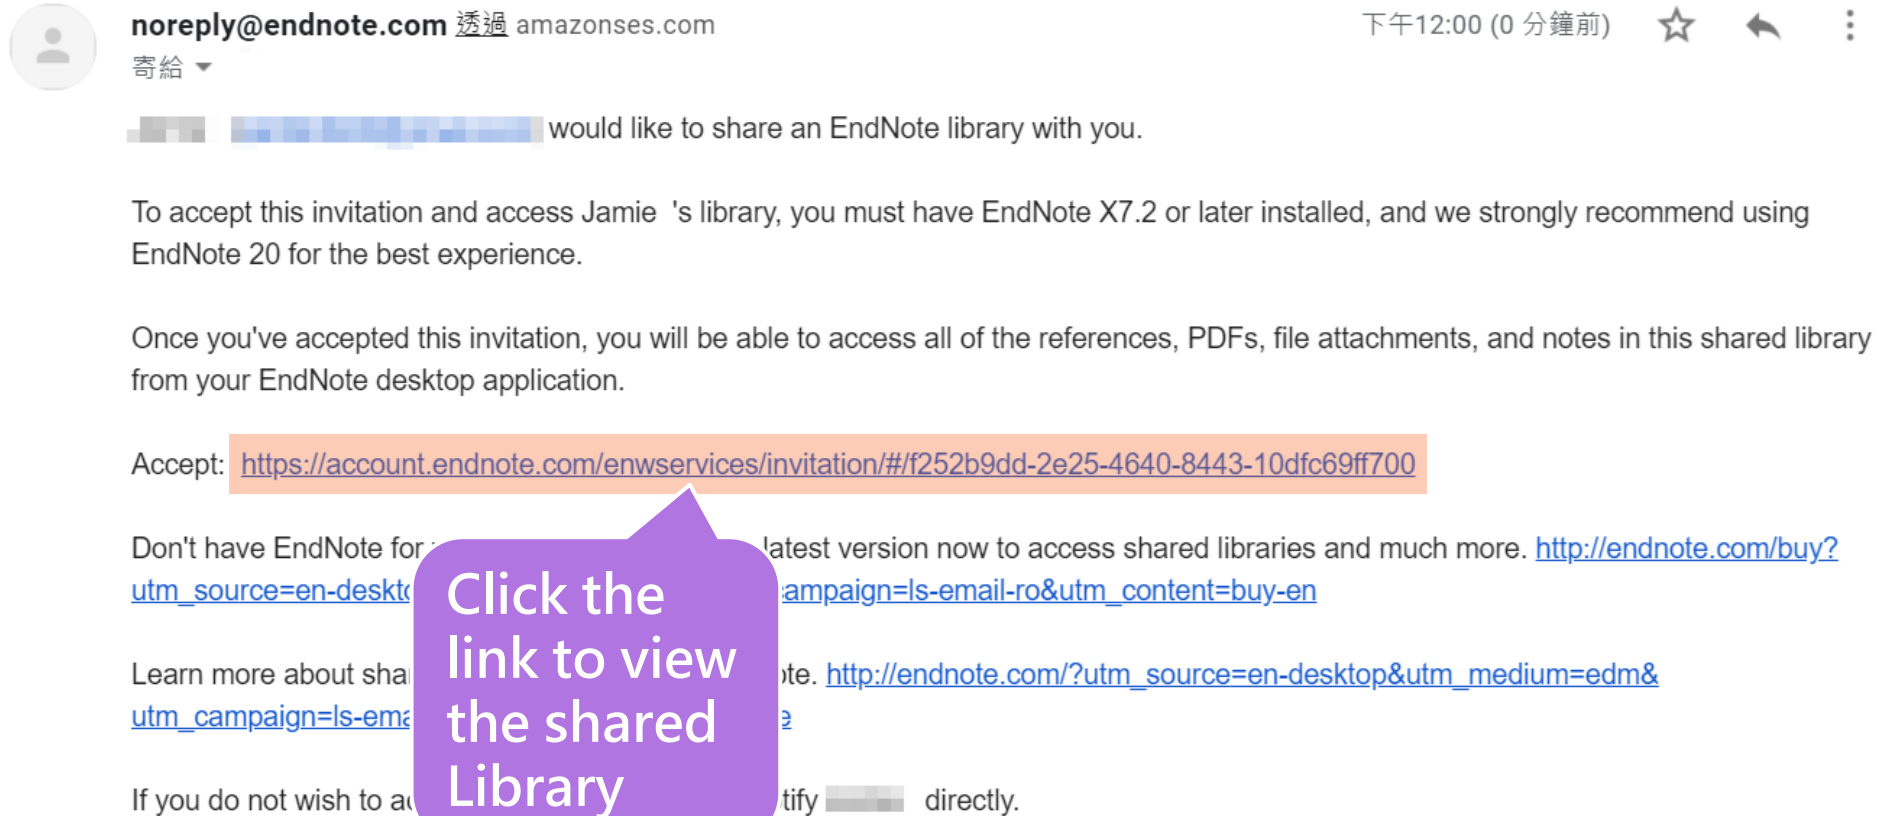 noreply@endnote.com 透過 amazonses.com 下午12:00 (0 分鐘前)
寄給
would like to share an EndNote library with you.
To accept this invitation and access Jamie 's library, you must have EndNote X7.2 or later installed, and we strongly recommend using
EndNote 20 for the best experience.
Once you've accepted this invitation, you will be able to access all of the references, PDFs, file attachments, and notes in this shared library
from your EndNote desktop application.
Accept: https://account.endnote.com/enwservices/invitation/#/f252b9dd-2e25-4640-8443-10dfc69ff700
Don't have EndNote for latest version now to access shared libraries and much more. http://endnote.com/buy?
utm_source=en-deskto ampaign=ls-email-ro&utm_content=buy-en
Learn more about sha te. http://endnote.com/?utm_source=en-desktop&utm_medium=edm&
utm_campaign=ls-ema e
If you do not wish to a tify directly.
Click the
link to view
the shared
Library